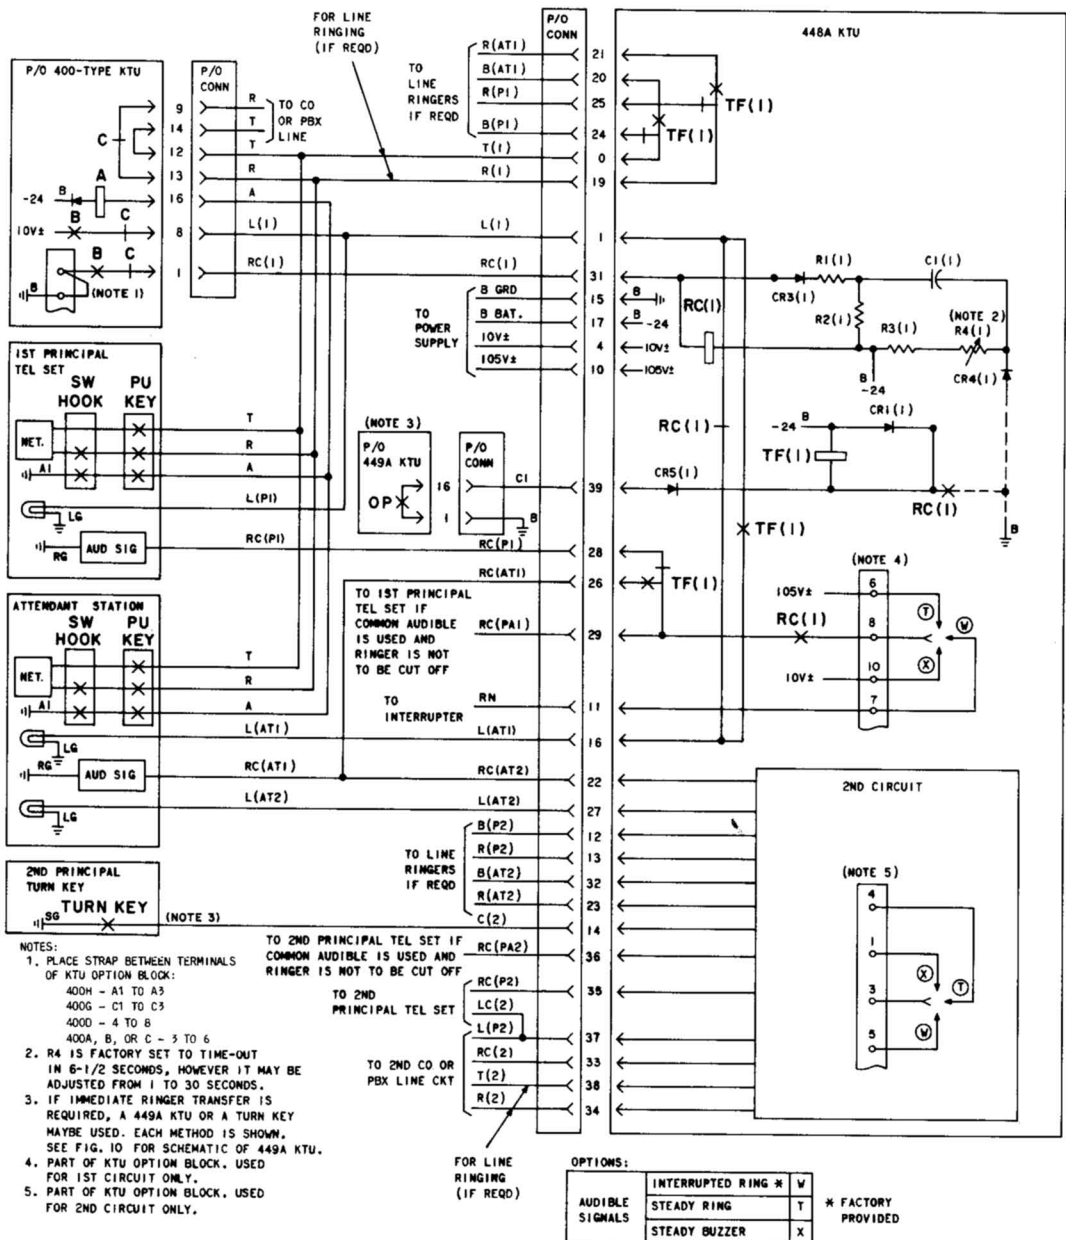 FOR LINE
RINGING
(IF REQD)
P/O 400-TYPE KTU
P/O
CONN
9
14
12
13
16
8
1
R
T
T
R
A
L(1)
RC(1)
TO CO
OR PBX
LINE
C
A
-24
B
10V±
B
C
B
C
B
(NOTE 1)
TO
LINE
RINGERS
IF REQD
R(AT1)
B(AT1)
R(P1)
B(P1)
T(1)
R(1)
L(1)
RC(1)
TO
POWER
SUPPLY
B GRD
B BAT.
10V±
105V±
P/O
CONN
21
20
25
24
0
19
1
31
15
17
4
10
39
28
26
29
11
16
22
27
12
13
32
23
14
36
35
37
33
38
34
448A KTU
TF(1)
TF(1)
B
B
-24
10V±
105V±
RC(1)
R1(1)
C1(1)
CR3(1)
R2(1)
R3(1)
(NOTE 2)
R4(1)
B
-24
CR4(1)
RC(1)
-24
B
CR1(1)
TF(1)
CR5(1)
RC(1)
B
TF(1)
TF(1)
(NOTE 4)
6
8
10
7
105V±
RC(1)
10V±
T
W
X
1ST PRINCIPAL
TEL SET
SW
HOOK
PU
KEY
NET.
A1
LG
RG
AUD SIG
T
R
A
L(P1)
RC(P1)
(NOTE 3)
P/O
449A KTU
OP
16
1
P/O
CONN
C1
B
RC(P1)
RC(AT1)
TO 1ST PRINCIPAL
TEL SET IF
COMMON AUDIBLE
IS USED AND
RINGER IS NOT
TO BE CUT OFF
RC(PA1)
TO
INTERRUPTER
RN
ATTENDANT STATION
SW
HOOK
PU
KEY
NET.
A1
LG
RG
AUD SIG
LG
T
R
A
L(AT1)
L(AT1)
RC(AT1)
RC(AT2)
L(AT2)
L(AT2)
TO LINE
RINGERS
IF REQD
B(P2)
R(P2)
B(AT2)
R(AT2)
C(2)
2ND PRINCIPAL
TURN KEY
SG
TURN KEY
(NOTE 3)
TO 2ND PRINCIPAL TEL SET IF
COMMON AUDIBLE IS USED AND
RINGER IS NOT TO BE CUT OFF
RC(PA2)
TO 2ND
PRINCIPAL TEL SET
RC(P2)
LC(2)
L(P2)
TO 2ND CO OR
PBX LINE CKT
RC(2)
T(2)
R(2)
FOR LINE
RINGING
(IF REQD)
2ND CIRCUIT
(NOTE 5)
4
1
3
5
X
T
W
NOTES:
1. PLACE STRAP BETWEEN TERMINALS
OF KTU OPTION BLOCK:
400H - A1 TO A3
400G - C1 TO C3
400D - 4 TO 8
400A, B, OR C - 3 TO 6
2. R4 IS FACTORY SET TO TIME-OUT
IN 6-1/2 SECONDS, HOWEVER IT MAY BE
ADJUSTED FROM 1 TO 30 SECONDS.
3. IF IMMEDIATE RINGER TRANSFER IS
REQUIRED, A 449A KTU OR A TURN KEY
MAYBE USED. EACH METHOD IS SHOWN.
SEE FIG. 10 FOR SCHEMATIC OF 449A KTU.
4. PART OF KTU OPTION BLOCK. USED
FOR 1ST CIRCUIT ONLY.
5. PART OF KTU OPTION BLOCK. USED
FOR 2ND CIRCUIT ONLY.
OPTIONS:
AUDIBLE
SIGNALS
INTERRUPTED RING * W
STEADY RING T
STEADY BUZZER X
* FACTORY
PROVIDED